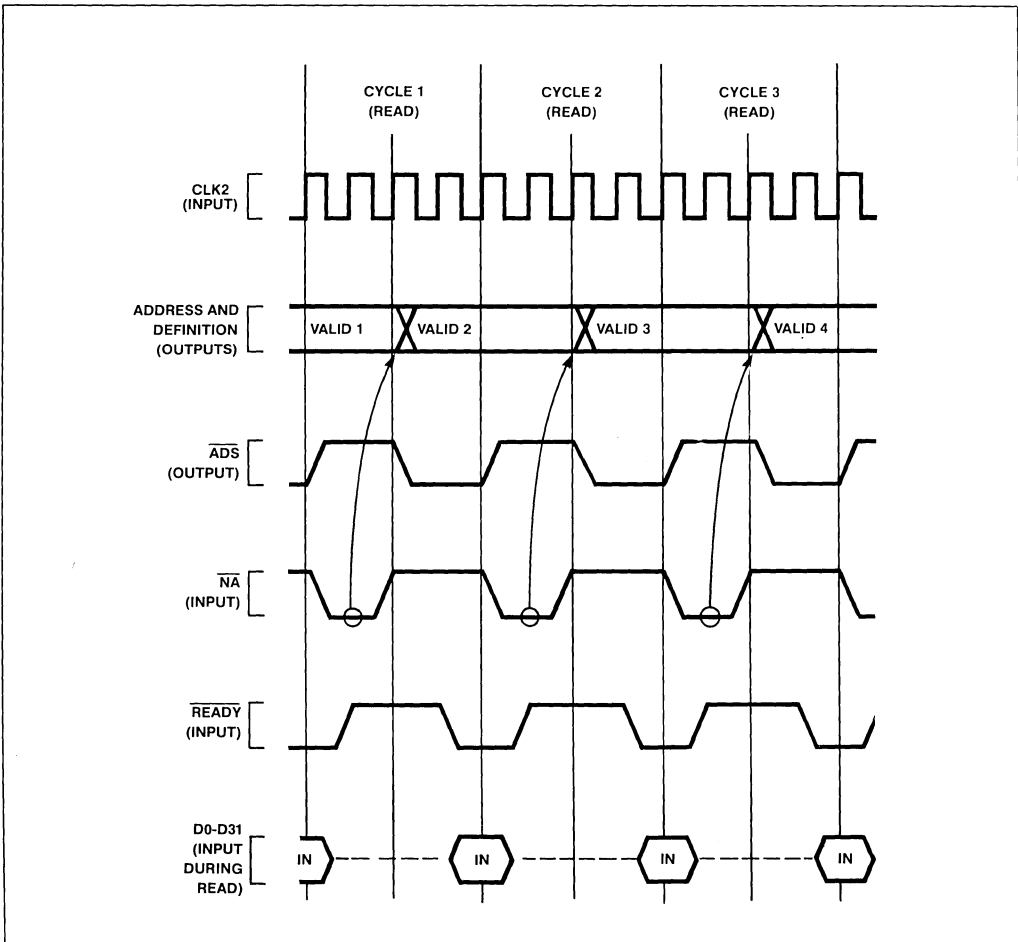 CYCLE 1
(READ)
CYCLE 2
(READ)
CYCLE 3
(READ)
CLK2
(INPUT)
ADDRESS AND
DEFINITION
(OUTPUTS)
VALID 1
VALID 2
VALID 3
VALID 4
ADS
(OUTPUT)
NA
(INPUT)
READY
(INPUT)
D0-D31
(INPUT
DURING
READ)
IN
IN
IN
IN